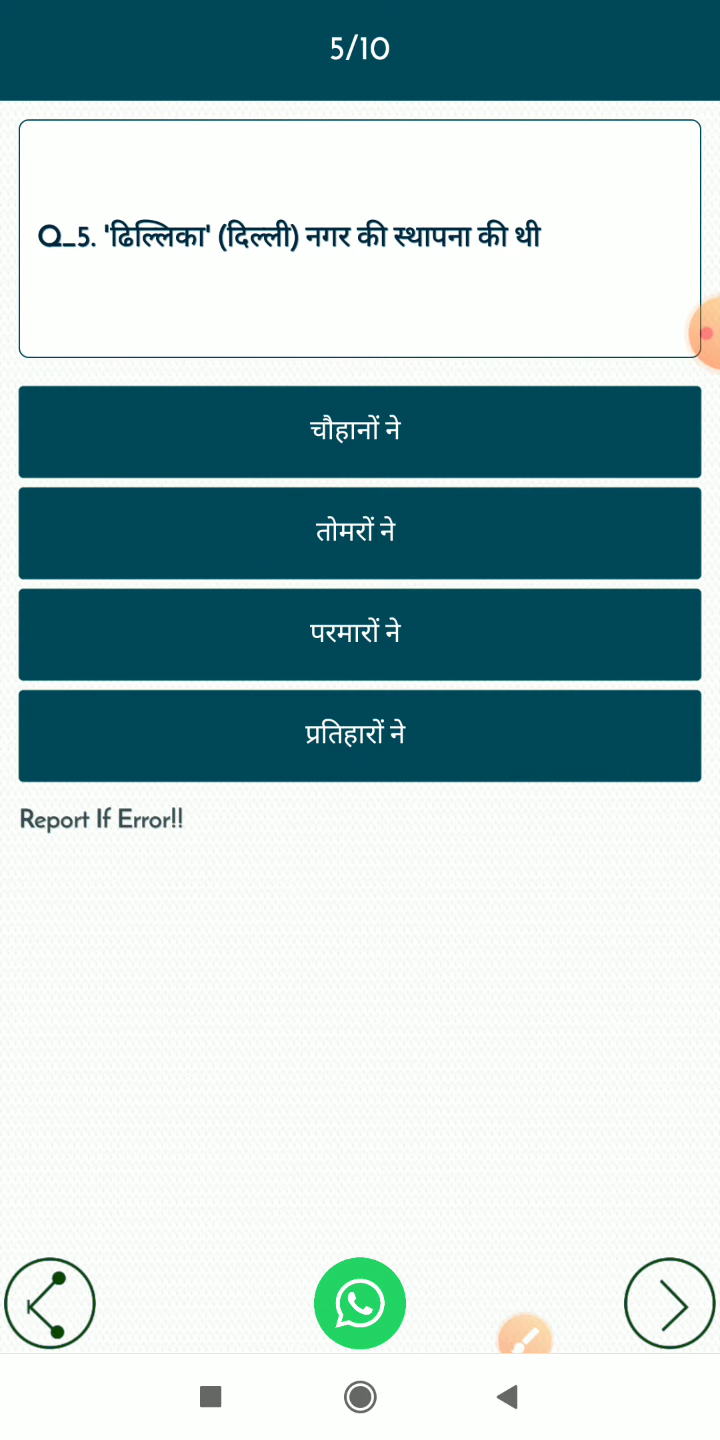 5/10
Q_5. 'ढिल्लिका' (दिल्ली) नगर की स्थापना की थी
चौहानों ने
तोमरों ने
परमारों ने
प्रतिहारों ने
Report If Error!!